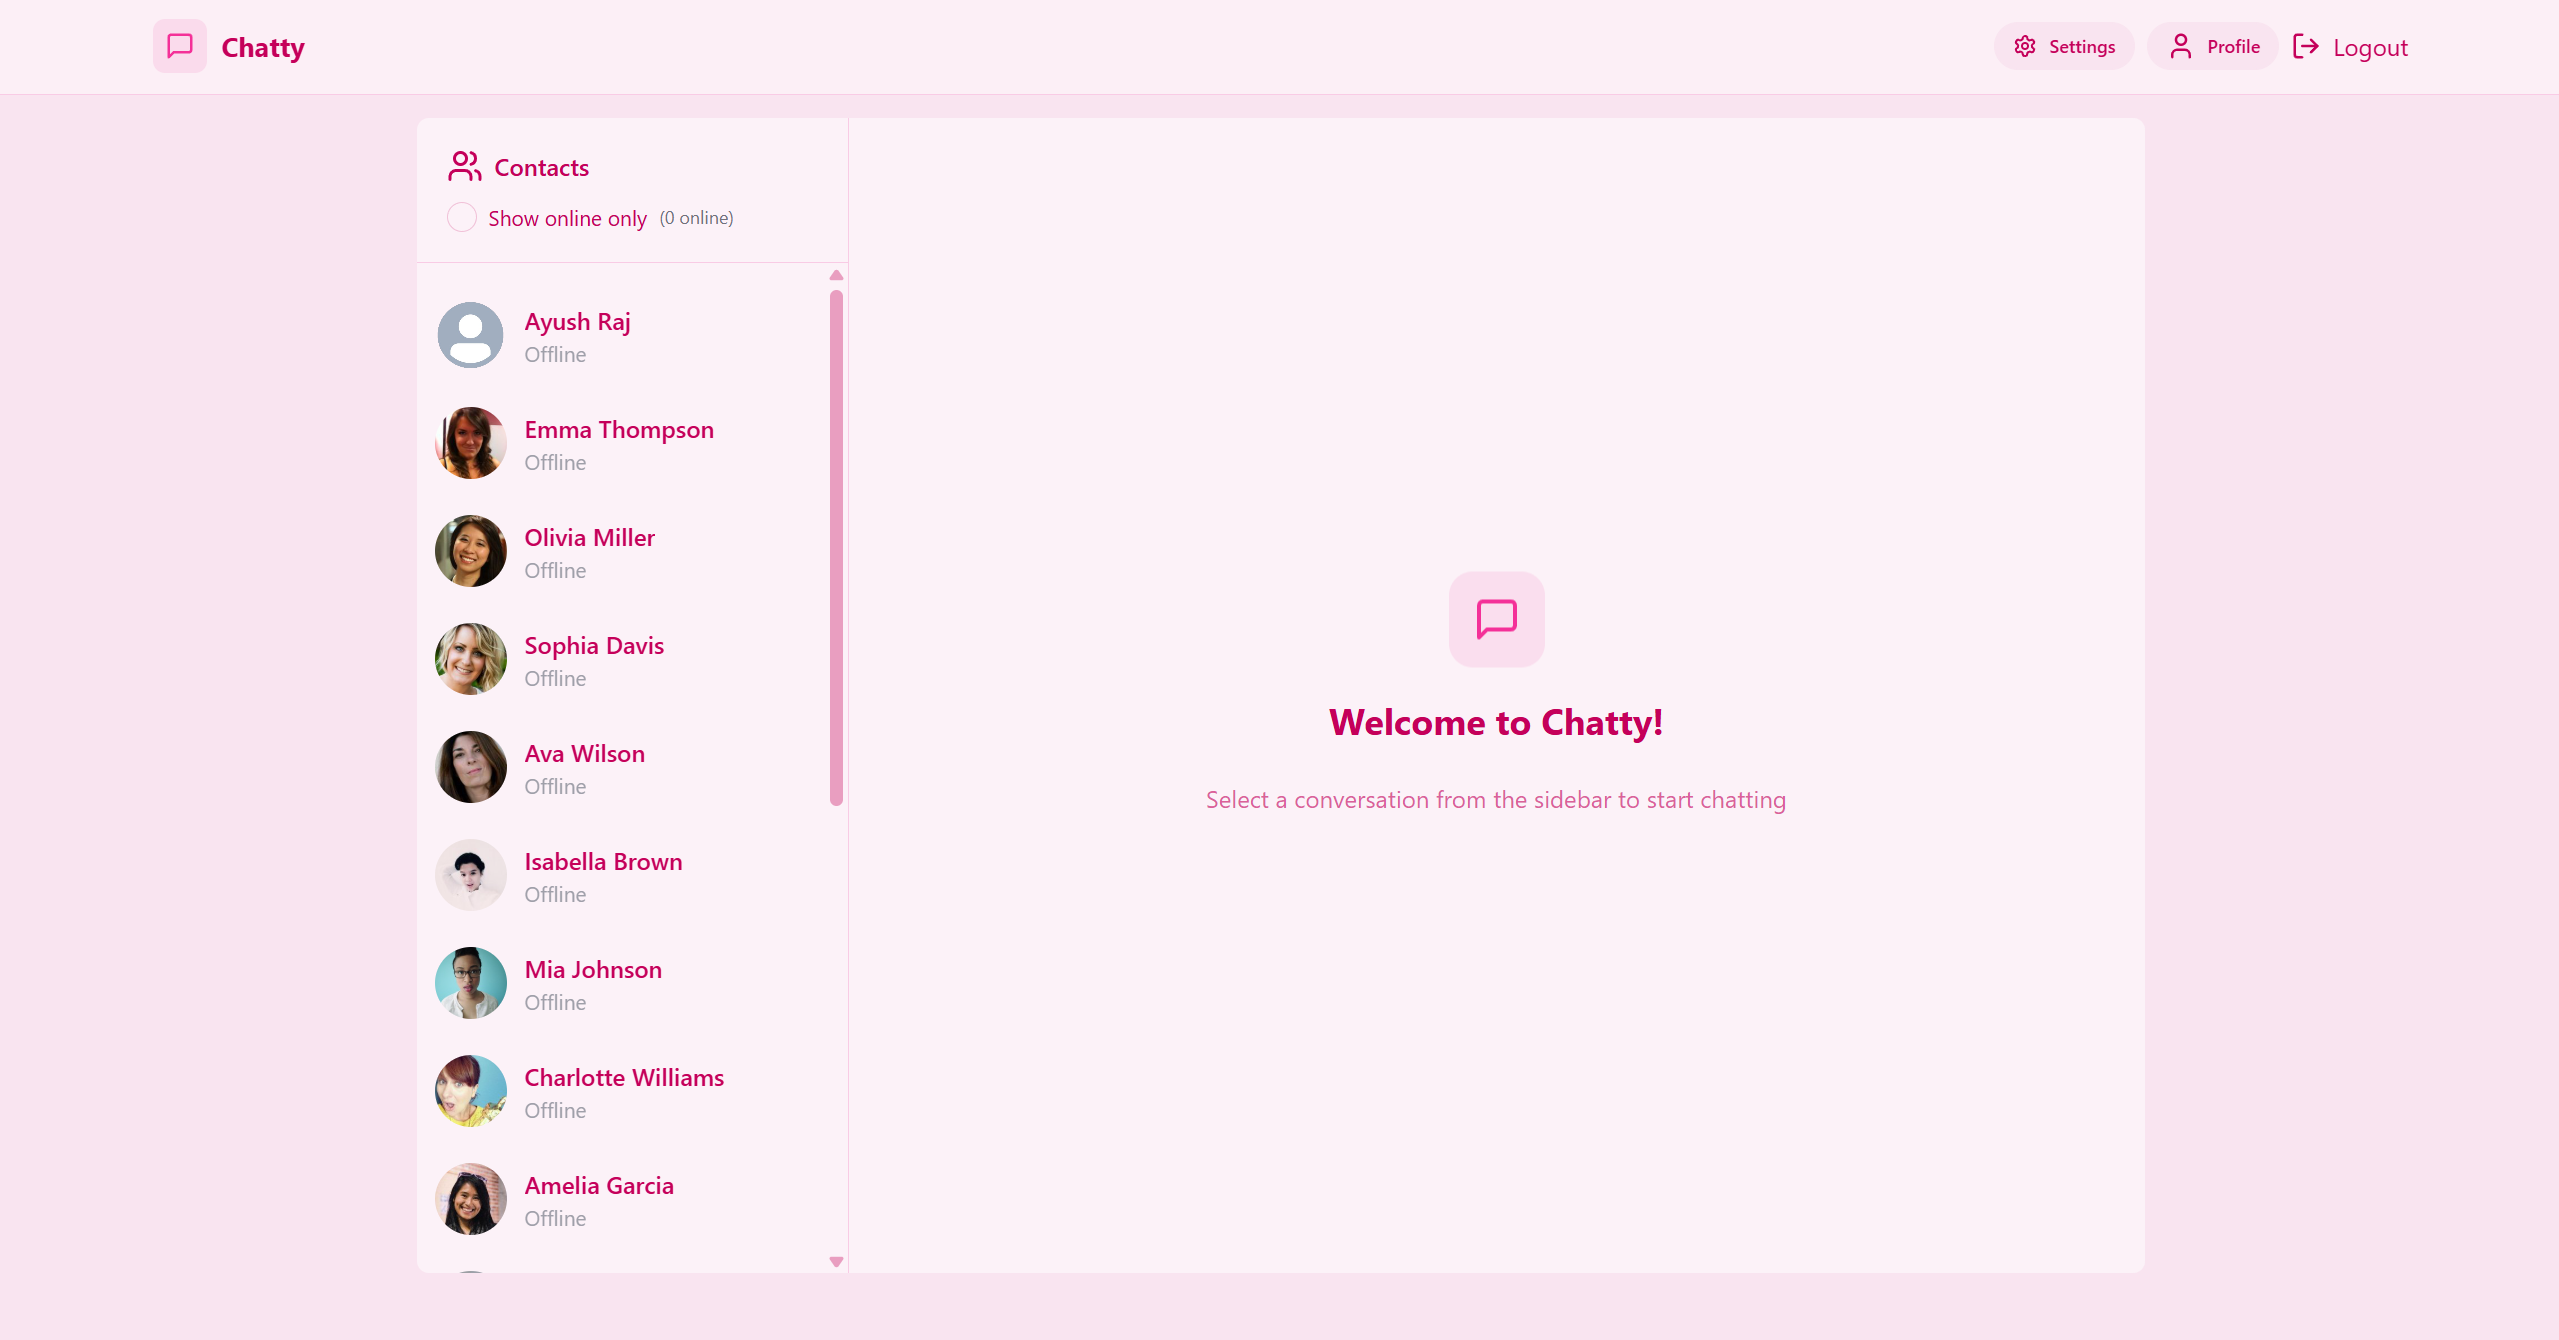 Chatty
Settings
Profile
Logout
Contacts
Show online only (0 online)
Ayush Raj
Offline
Emma Thompson
Offline
Olivia Miller
Offline
Sophia Davis
Offline
Ava Wilson
Offline
Isabella Brown
Offline
Mia Johnson
Offline
Charlotte Williams
Offline
Amelia Garcia
Offline
Welcome to Chatty!
Select a conversation from the sidebar to start chatting